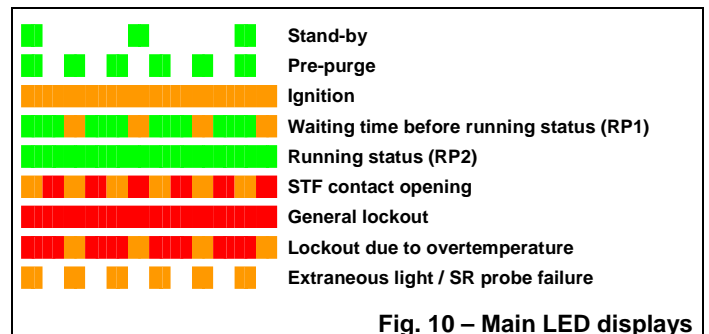 Stand-by
Pre-purge
Ignition
Waiting time before running status (RP1)
Running status (RP2)
STF contact opening
General lockout
Lockout due to overtemperature
Extraneous light / SR probe failure
Fig. 10 – Main LED displays